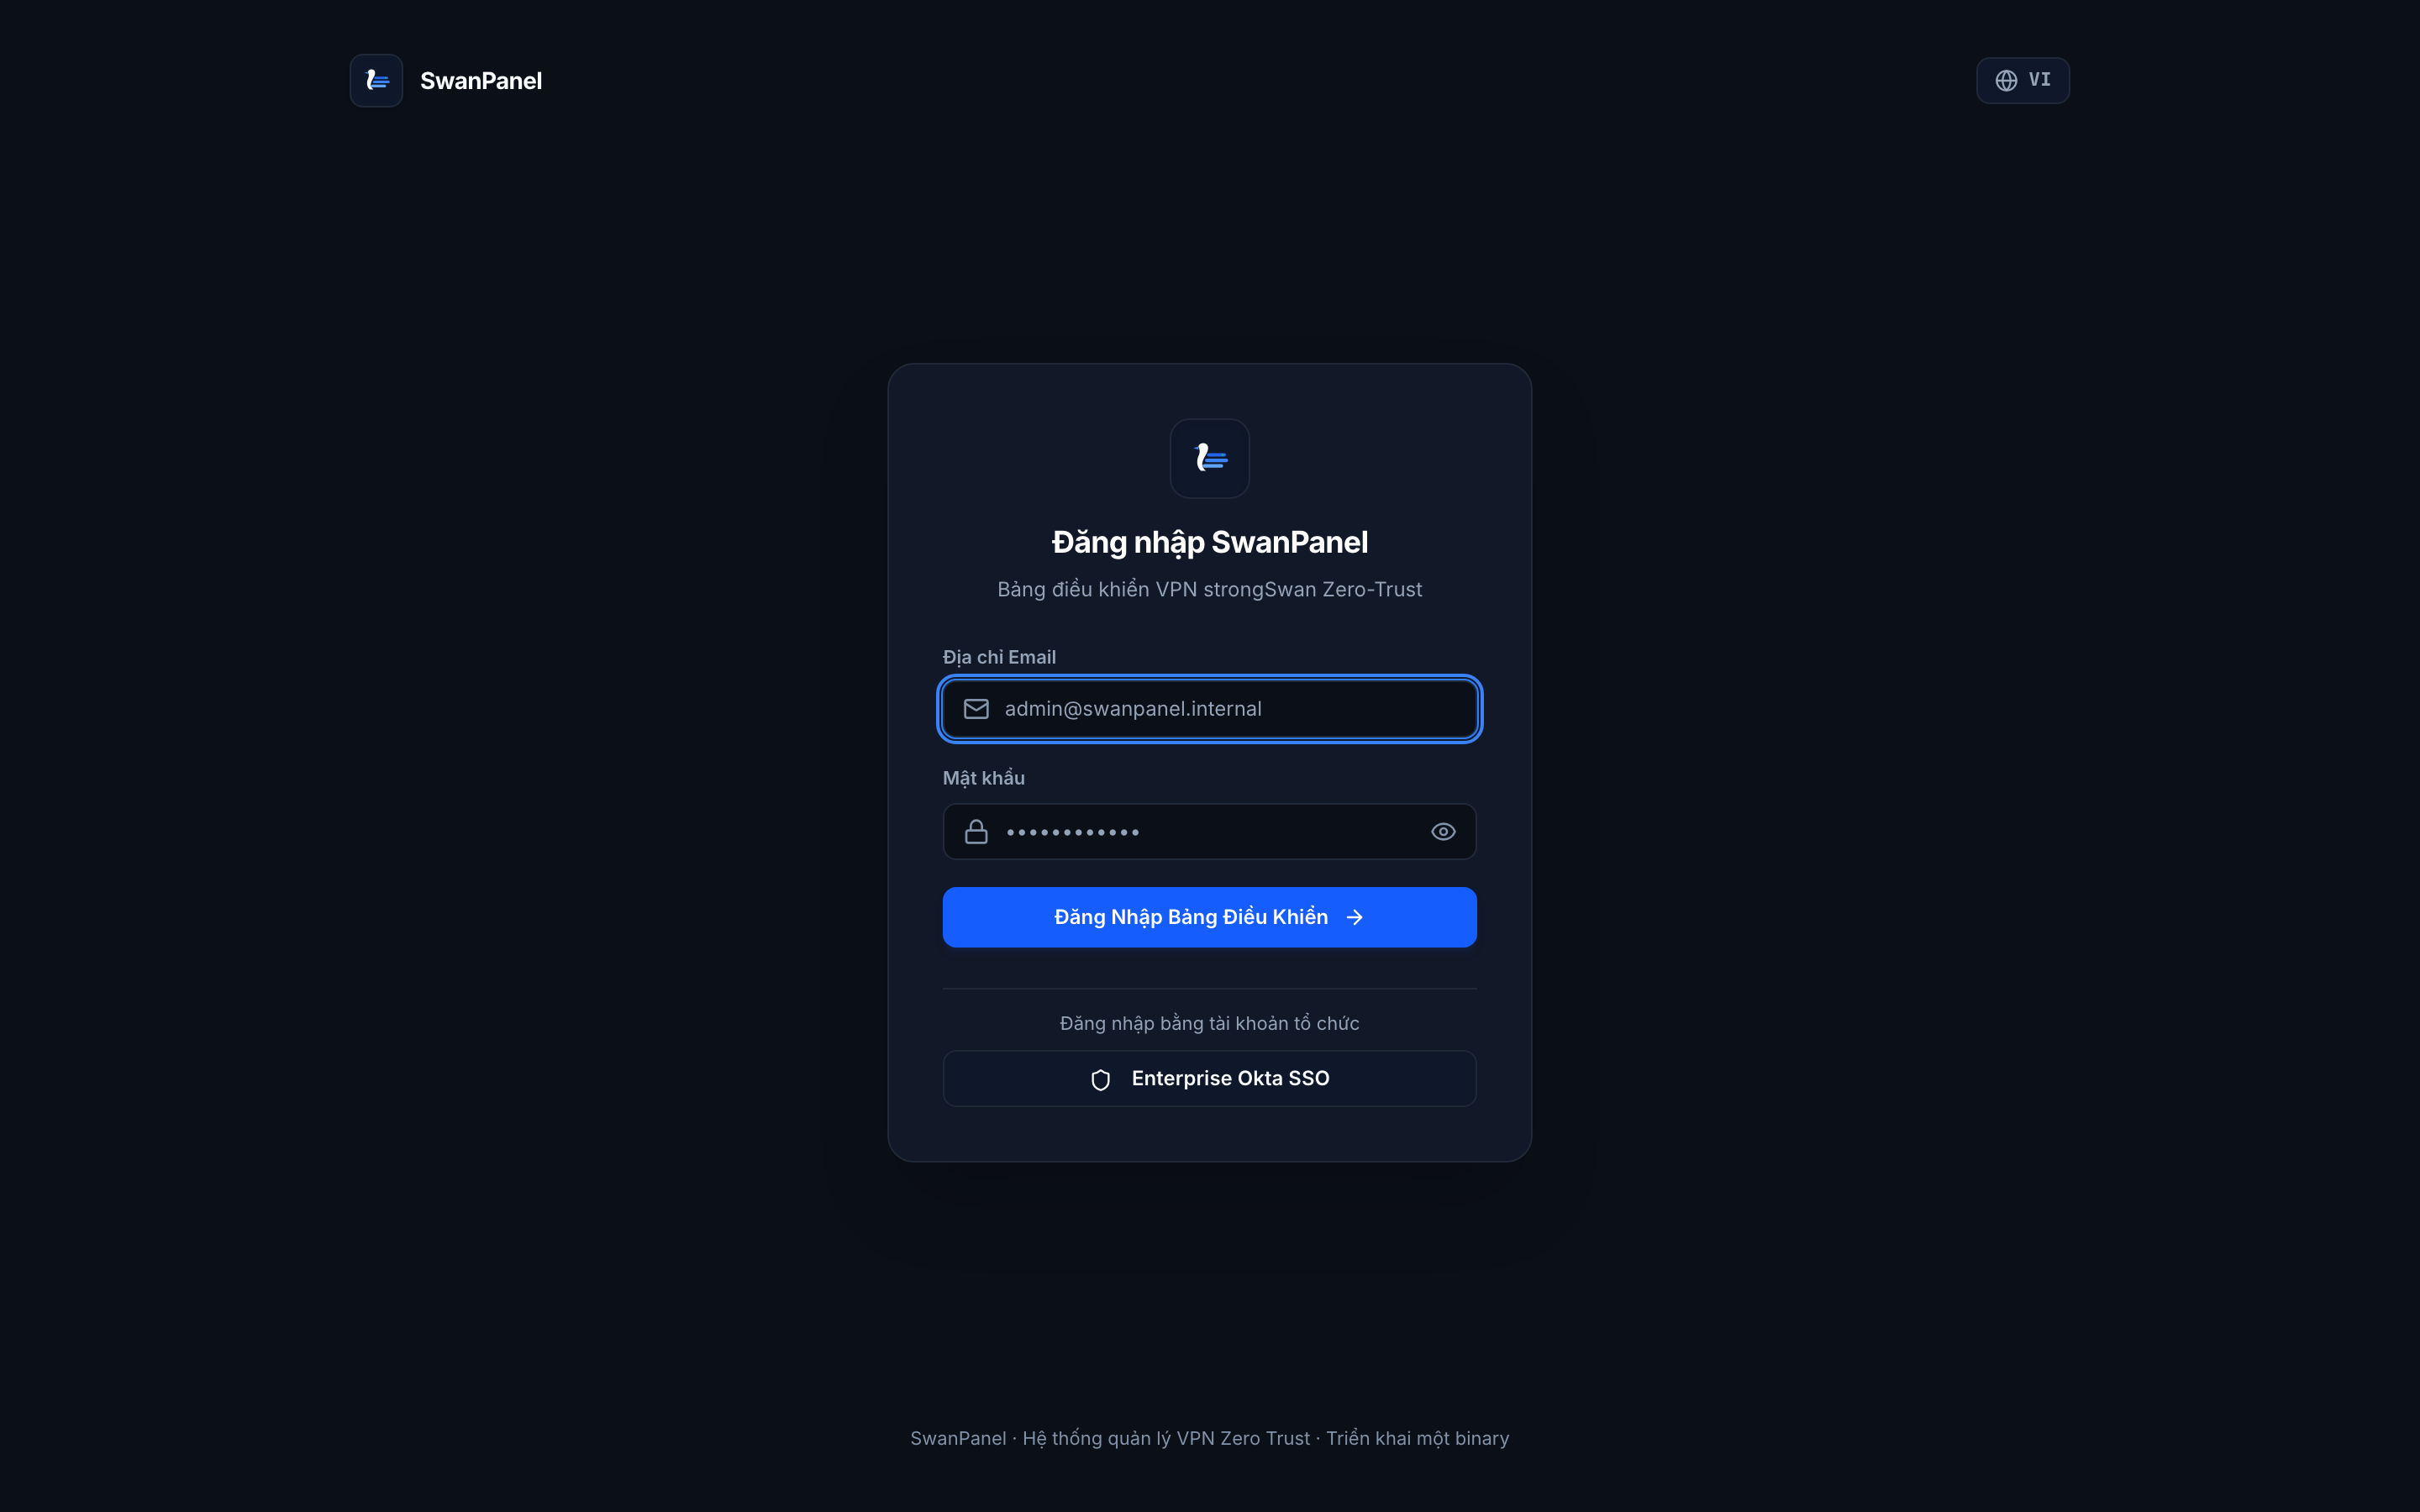 SwanPanel
VI
Đăng nhập SwanPanel
Bảng điều khiển VPN strongSwan Zero-Trust
Địa chỉ Email
admin@swanpanel.internal
Mật khẩu
••••••••••••
Đăng Nhập Bảng Điều Khiển →
Đăng nhập bằng tài khoản tổ chức
Enterprise Okta SSO
SwanPanel · Hệ thống quản lý VPN Zero Trust · Triển khai một binary